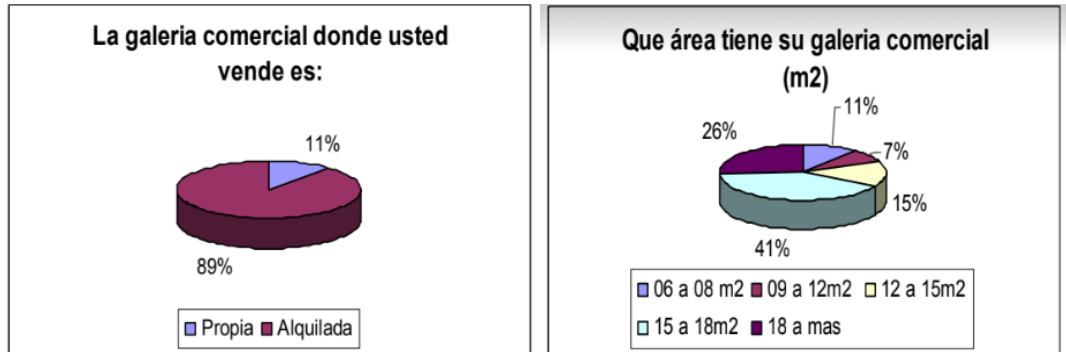 La galeria comercial donde usted
vende es:
11%
89%
Propia Alquilada
Que área tiene su galeria comercial
(m2)
11%
26%
7%
15%
41%
06 a 08 m2 09 a 12m2 12 a 15m2
15 a 18m2 18 a mas